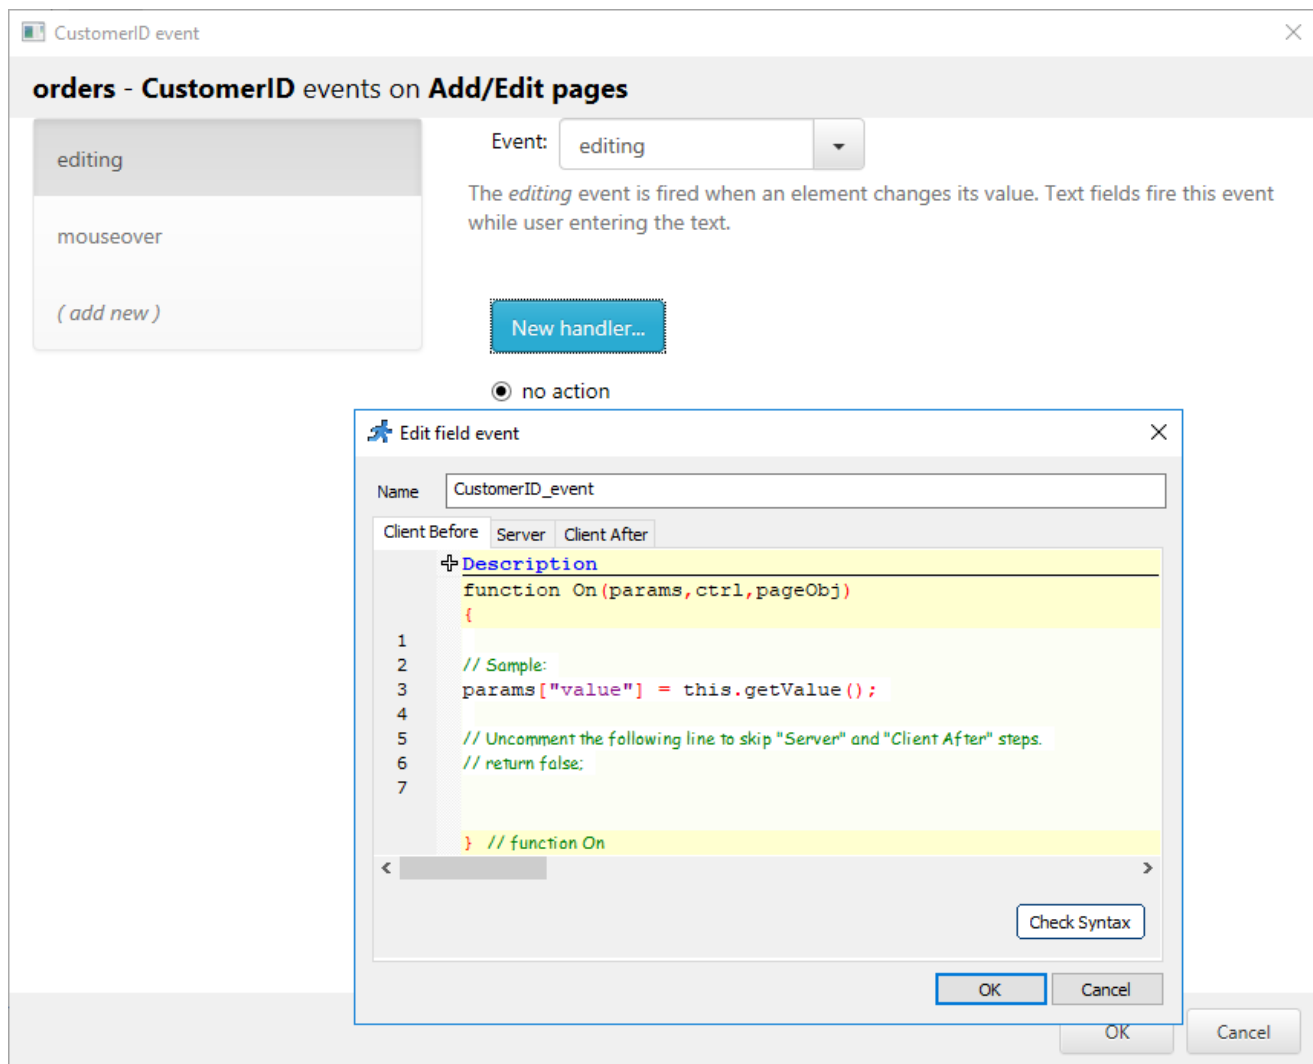 CustomerID event
orders - CustomerID events on Add/Edit pages
editing
mouseover
( add new )
Event: editing
The editing event is fired when an element changes its value. Text fields fire this event
while user entering the text.
New handler...
no action
Edit field event
Name CustomerID_event
Client Before Server Client After
Description
function On(params,ctrl,pageObj)
{
1
2 // Sample:
3 params["value"] = this.getValue();
4
5 // Uncomment the following line to skip "Server" and "Client After" steps.
6 // return false;
7
} // function On
Check Syntax
OK Cancel
OK Cancel